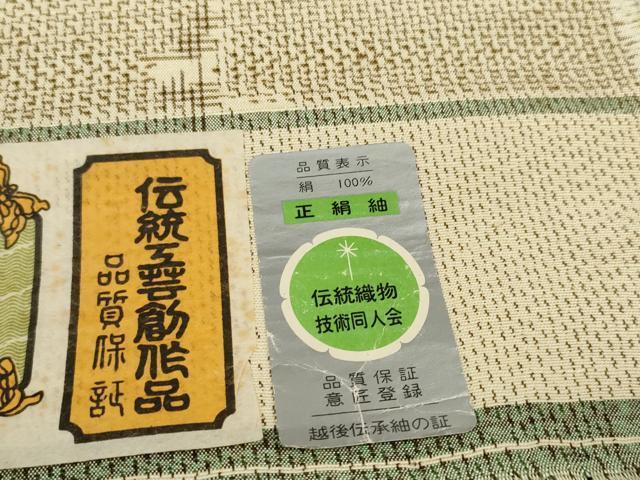 伝統工芸創作品
品質保証
品質表示
絹 100%
正絹紬
伝統織物
技術同人会
品質保証
意匠登録
越後伝承紬の証